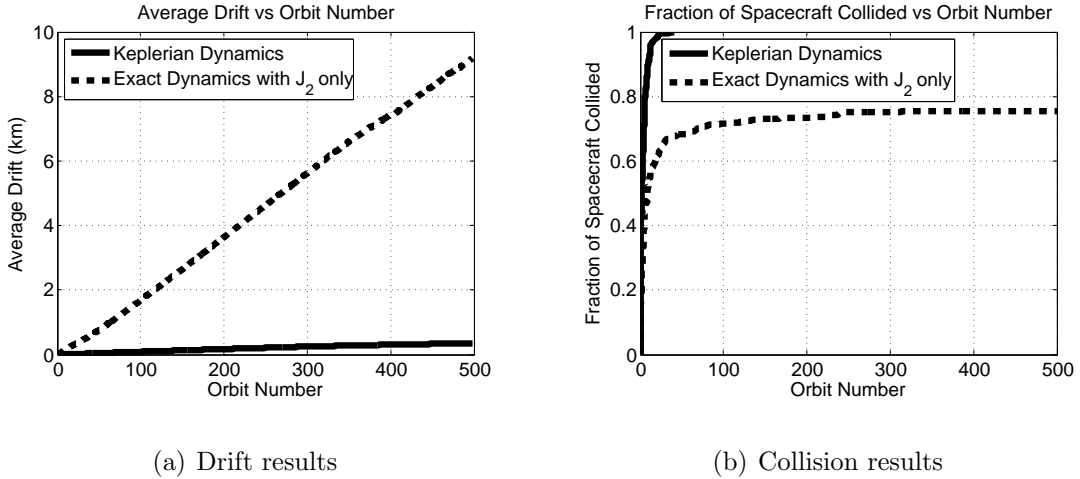 Average Drift vs Orbit Number
10
8
6
4
2
0
Average Drift (km)
Keplerian Dynamics
Exact Dynamics with J2 only
0 100 200 300 400 500
Orbit Number
(a) Drift results
Fraction of Spacecraft Collided vs Orbit Number
1
0.8
0.6
0.4
0.2
0
Fraction of Spacecraft Collided
Keplerian Dynamics
Exact Dynamics with J2 only
0 100 200 300 400 500
Orbit Number
(b) Collision results